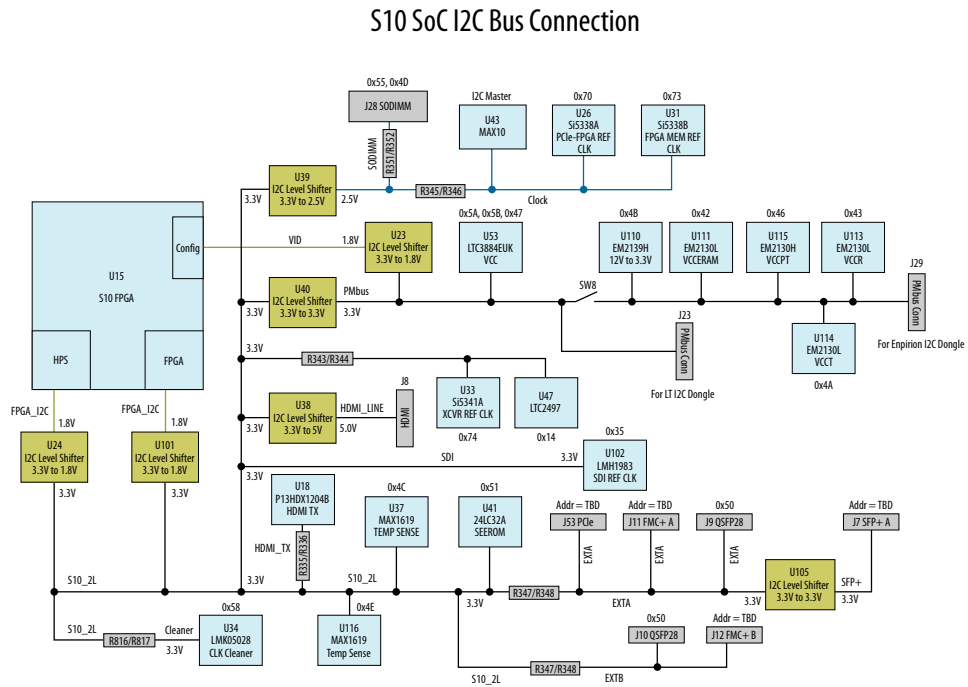 S10 SoC I2C Bus Connection
0x55, 0x4D
J28 SODIMM
SODIMM
R351/R352
I2C Master
U43
MAX10
0x70
U26
Si5338A
PCIe-FPGA REF
CLK
0x73
U31
Si5338B
FPGA MEM REF
CLK
U39
I2C Level Shifter
3.3V to 2.5V
3.3V
2.5V
R345/R346
Clock
U15
S10 FPGA
Config
HPS
FPGA
VID
1.8V
U23
I2C Level Shifter
3.3V to 1.8V
0x5A, 0x5B, 0x47
U53
LTC3884EUK
VCC
0x4B
U110
EM2139H
12V to 3.3V
0x42
U111
EM2130L
VCCERAM
0x46
U115
EM2130H
VCCPT
0x43
U113
EM2130L
VCCR
J29
PMbus Conn
For Enpirion I2C Dongle
U40
I2C Level Shifter
3.3V to 3.3V
3.3V
PMbus
3.3V
SW8
J23
PMbus Conn
For LT I2C Dongle
U114
EM2130L
VCCT
0x4A
3.3V
R343/R344
U33
Si5341A
XCVR REF CLK
0x74
U47
LTC2497
0x14
U38
I2C Level Shifter
3.3V to 5V
3.3V
HDMI_LINE
5.0V
J8
HDMI
FPGA_I2C
1.8V
FPGA_I2C
1.8V
U24
I2C Level Shifter
3.3V to 1.8V
3.3V
U101
I2C Level Shifter
3.3V to 1.8V
3.3V
3.3V
SDI
3.3V
0x35
U102
LMH1983
SDI REF CLK
U18
P13HDX1204B
HDMI TX
HDMI_TX
R335/R336
0x4C
U37
MAX1619
TEMP SENSE
0x51
U41
24LC32A
SEEROM
Addr = TBD
J53 PCIe
EXTA
Addr = TBD
J11 FMC+ A
EXTA
0x50
J9 QSFP28
EXTA
Addr = TBD
J7 SFP+ A
S10_2L
3.3V
S10_2L
3.3V
R347/R348
EXTA
3.3V
U105
I2C Level Shifter
3.3V to 3.3V
SFP+
3.3V
S10_2L
R816/R817
Cleaner
3.3V
0x58
U34
LMK05028
CLK Cleaner
0x4E
U116
MAX1619
Temp Sense
0x50
J10 QSFP28
Addr = TBD
J12 FMC+ B
S10_2L
R347/R348
EXTB